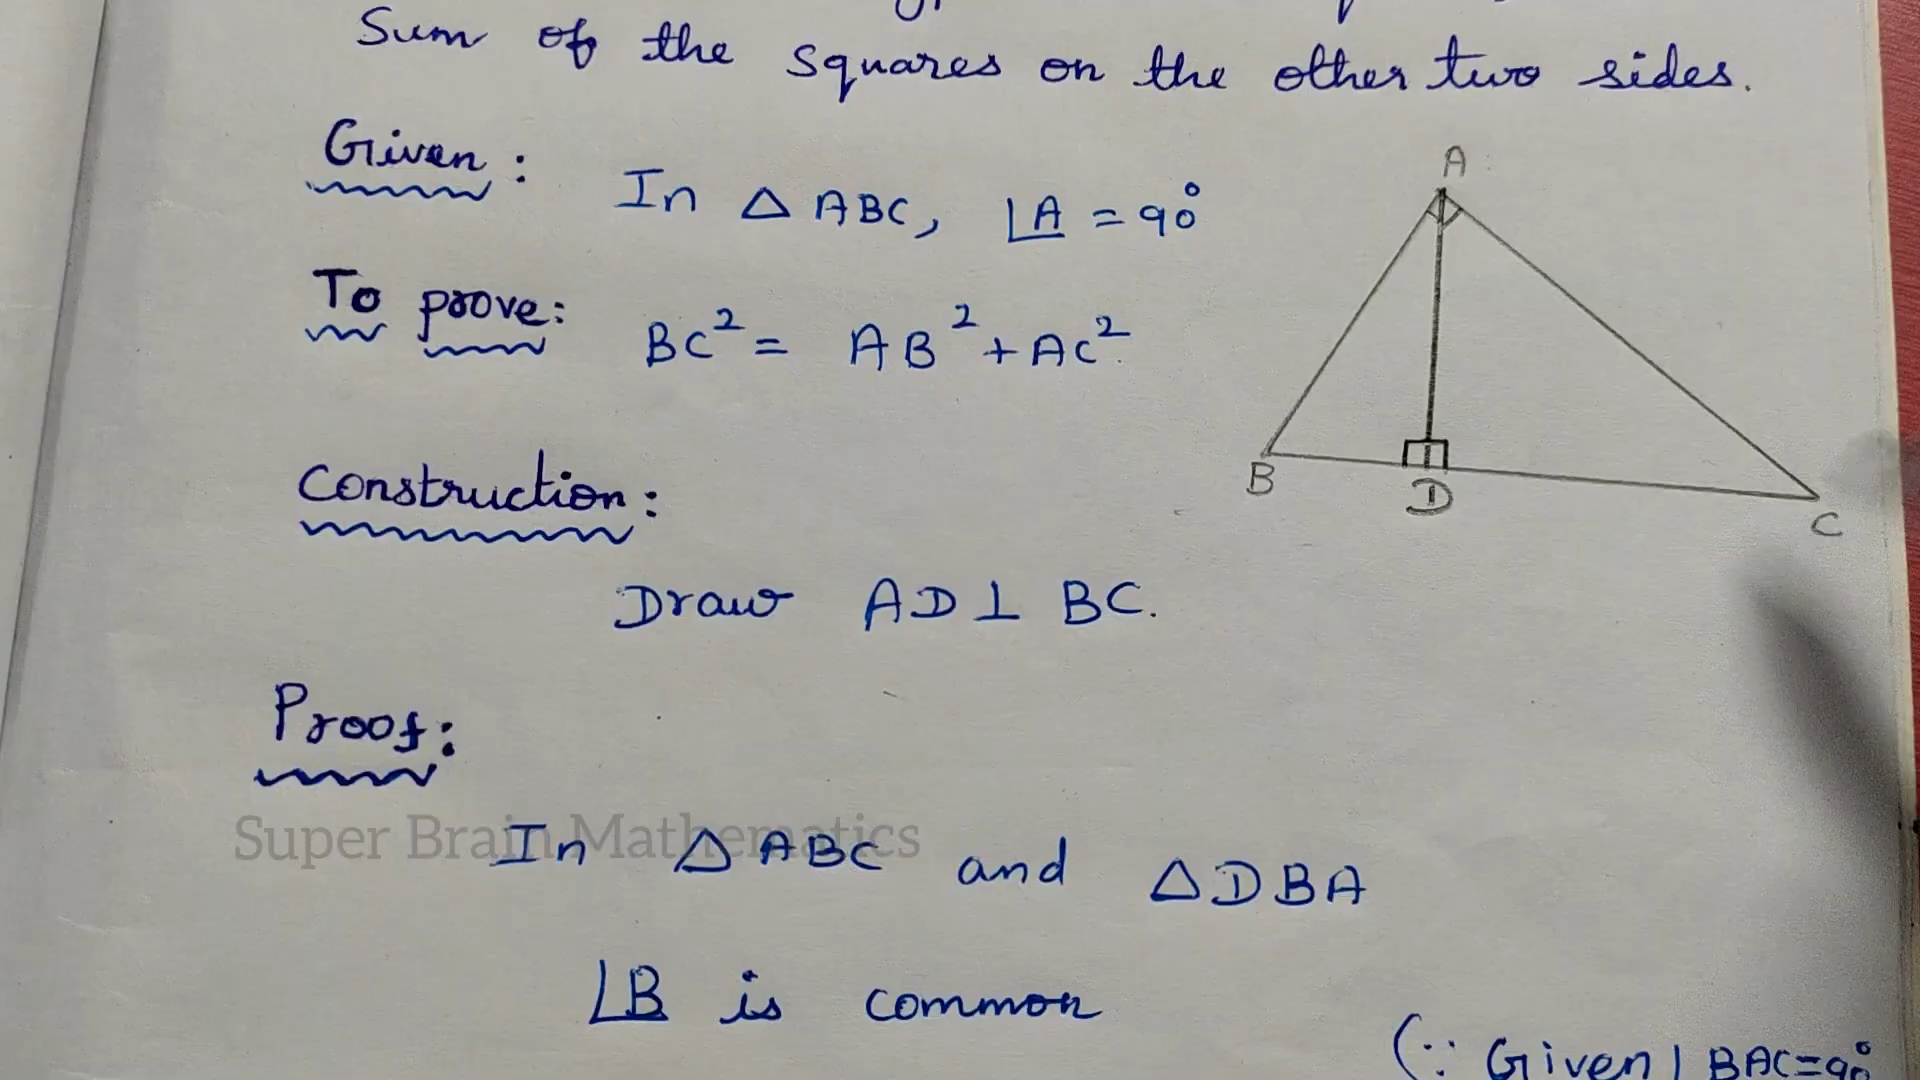 Sum of the squares on the other two sides.
Given: In △ ABC, ∠A = 90°
To prove: BC² = AB² + AC².
Construction:
Draw AD ⊥ BC.
Proof:
In △ ABC and △ DBA
∠B is common
(∵ Given ∠BAC = 90°
A
B
D
C
Super Brain Mathematics